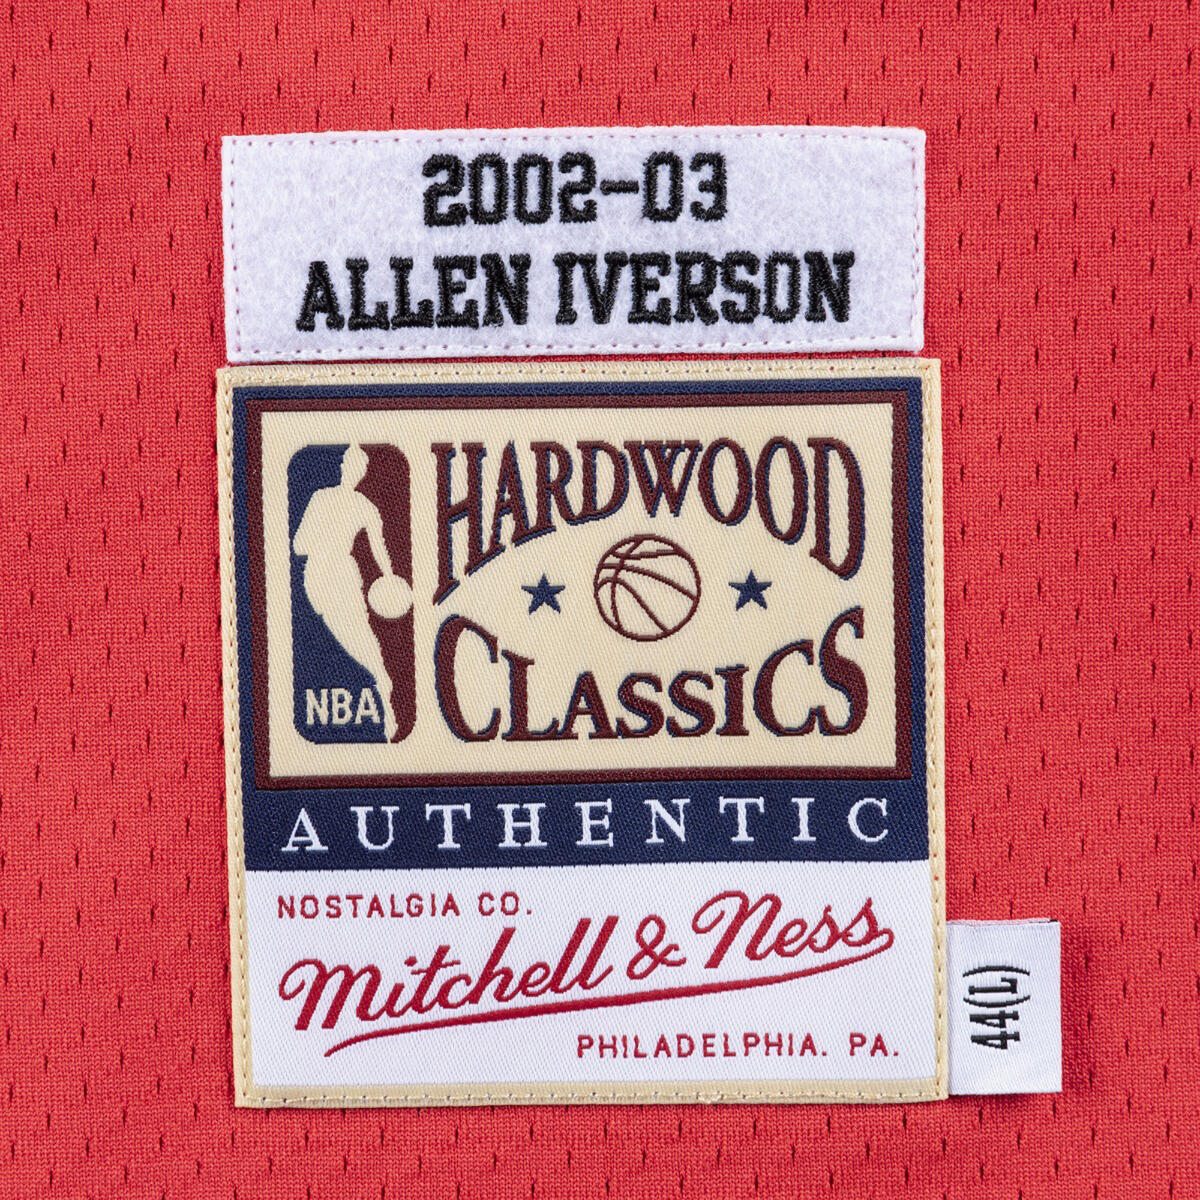 2002-03
ALLEN IVERSON
HARDWOOD
CLASSICS
NBA
AUTHENTIC
NOSTALGIA CO.
Mitchell & Ness
PHILADELPHIA. PA.
44(L)